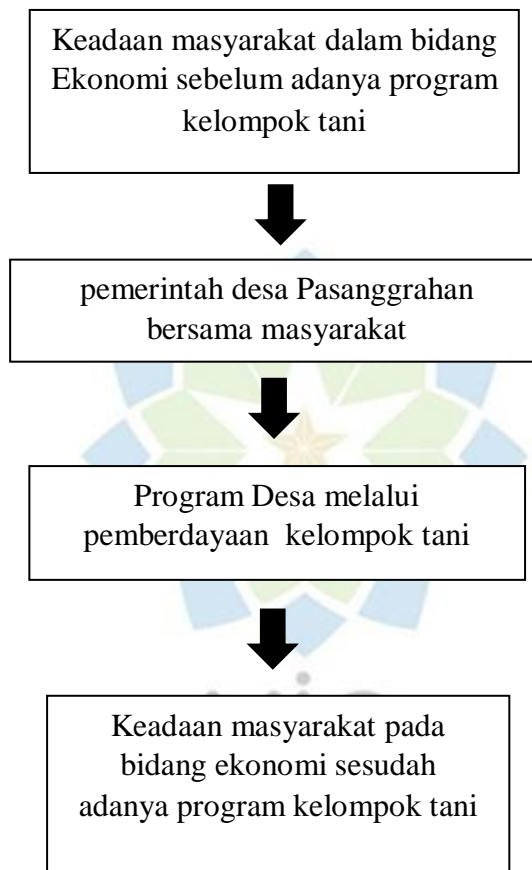 Keadaan masyarakat dalam bidang
Ekonomi sebelum adanya program
kelompok tani
pemerintah desa Pasanggrahan
bersama masyarakat
Program Desa melalui
pemberdayaan kelompok tani
Keadaan masyarakat pada
bidang ekonomi sesudah
adanya program kelompok tani